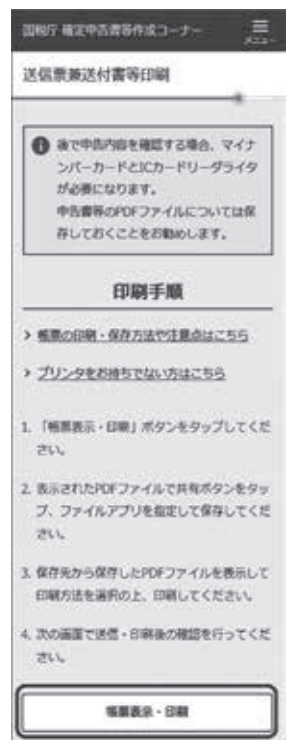 国税庁 確定申告書等作成コーナー
メニュー
送信票兼送付書等印刷
後で申告内容を確認する場合、マイナ
ンバーカードとICカードリーダライタ
が必要になります。
申告書等のPDFファイルについては保
存しておくことをお勧めします。
印刷手順
> 帳票の印刷・保存方法や注意点はこちら
> プリンタをお持ちでない方はこちら
1. 「帳票表示・印刷」ボタンをタップしてくだ
さい。
2. 表示されたPDFファイルで共有ボタンをタッ
プ、ファイルアプリを指定して保存してくだ
さい。
3. 保存先から保存したPDFファイルを表示して
印刷方法を選択の上、印刷してください。
4. 次の画面で送信・印刷後の確認を行ってくだ
さい。
帳票表示・印刷